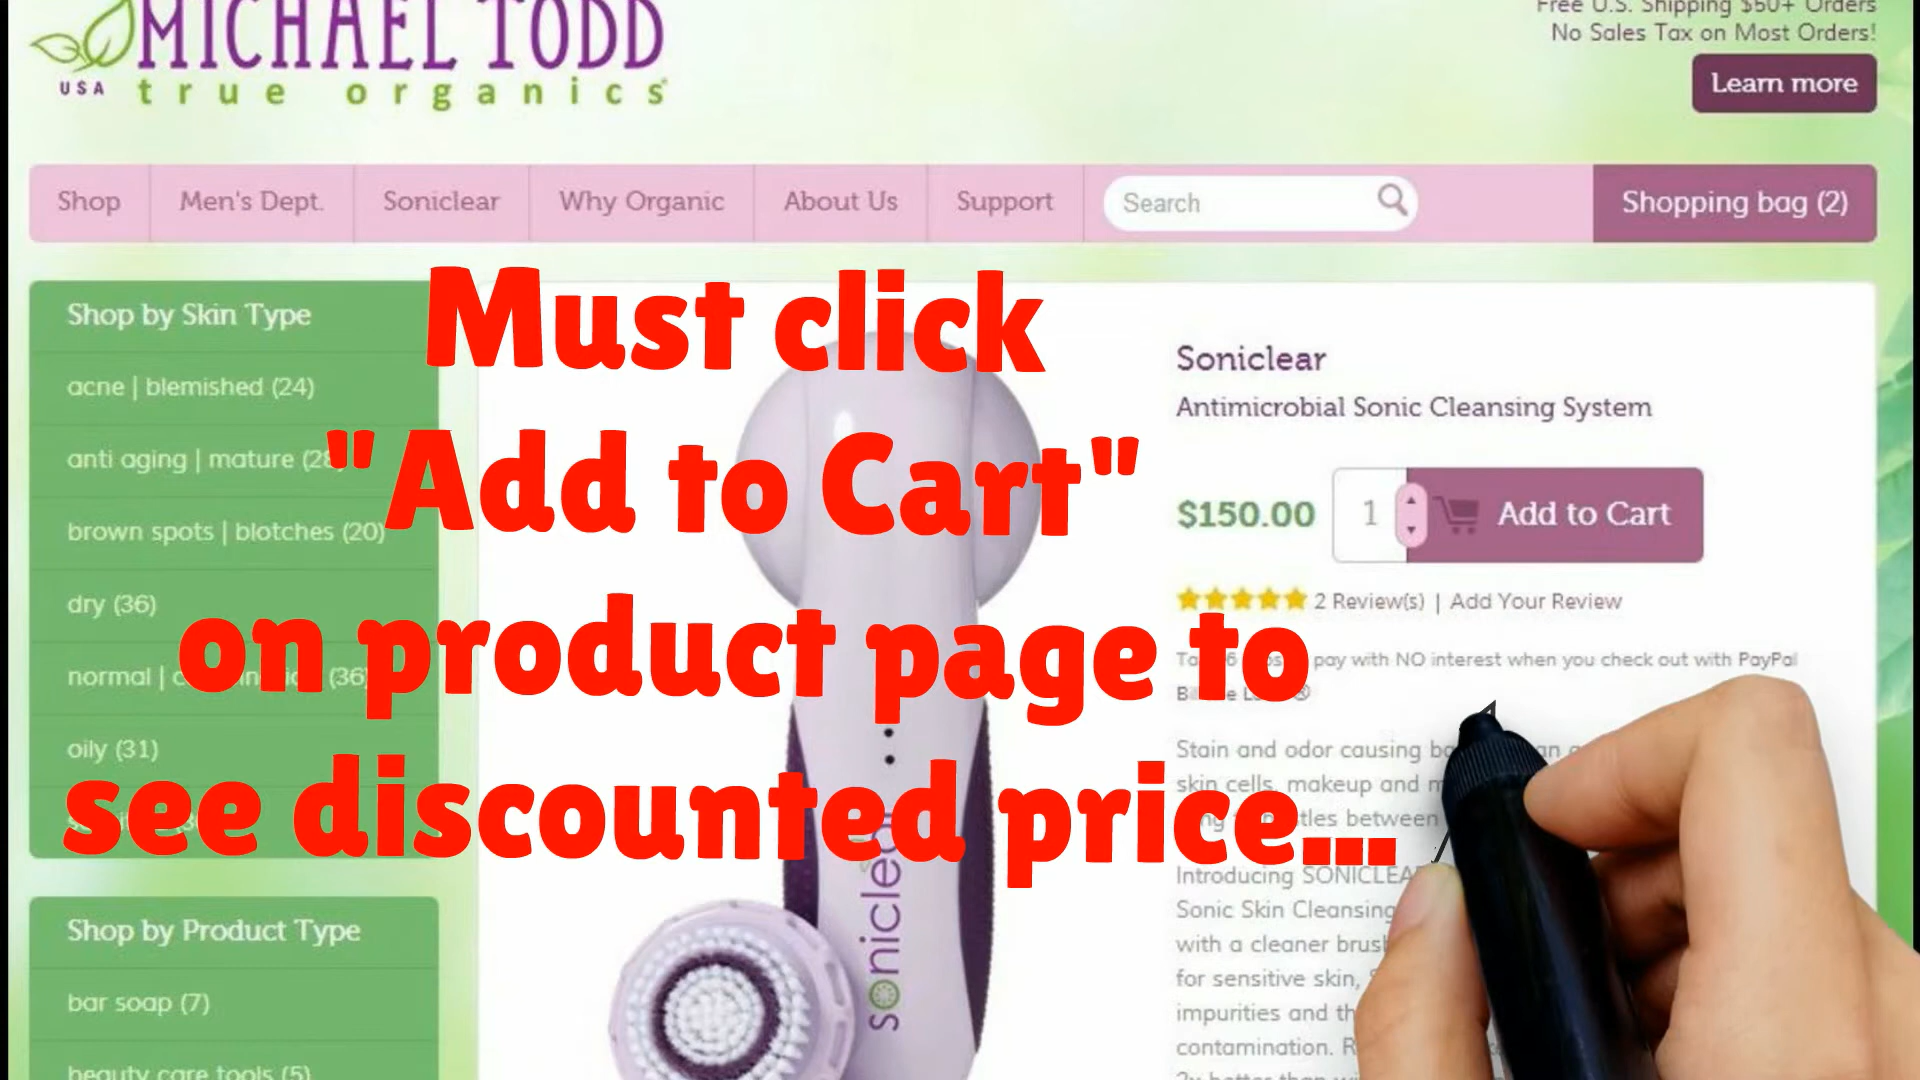 MICHAEL TODD
USA true organics
Free U.S. Shipping $50+ Orders
No Sales Tax on Most Orders!
Learn more
Shop
Men's Dept.
Soniclear
Why Organic
About Us
Support
Search
Shopping bag (2)
Must click
"Add to Cart"
on product page to
see discounted price...
Shop by Skin Type
acne | blemished (24)
anti aging | mature (28
brown spots | blotches (20)
dry (36)
normal | (36)
oily (31)
Shop by Product Type
bar soap (7)
beauty care tools (5)
soniclear
Soniclear
Antimicrobial Sonic Cleansing System
$150.00
1
Add to Cart
2 Review(s) | Add Your Review
pay with NO interest when you check out with PayPal
Stain and odor causing
skin cells, makeup and
between
Introducing SONICLEA
Sonic Skin Cleansing
with a cleaner brus
for sensitive skin,
impurities and th
contamination.
2x better than